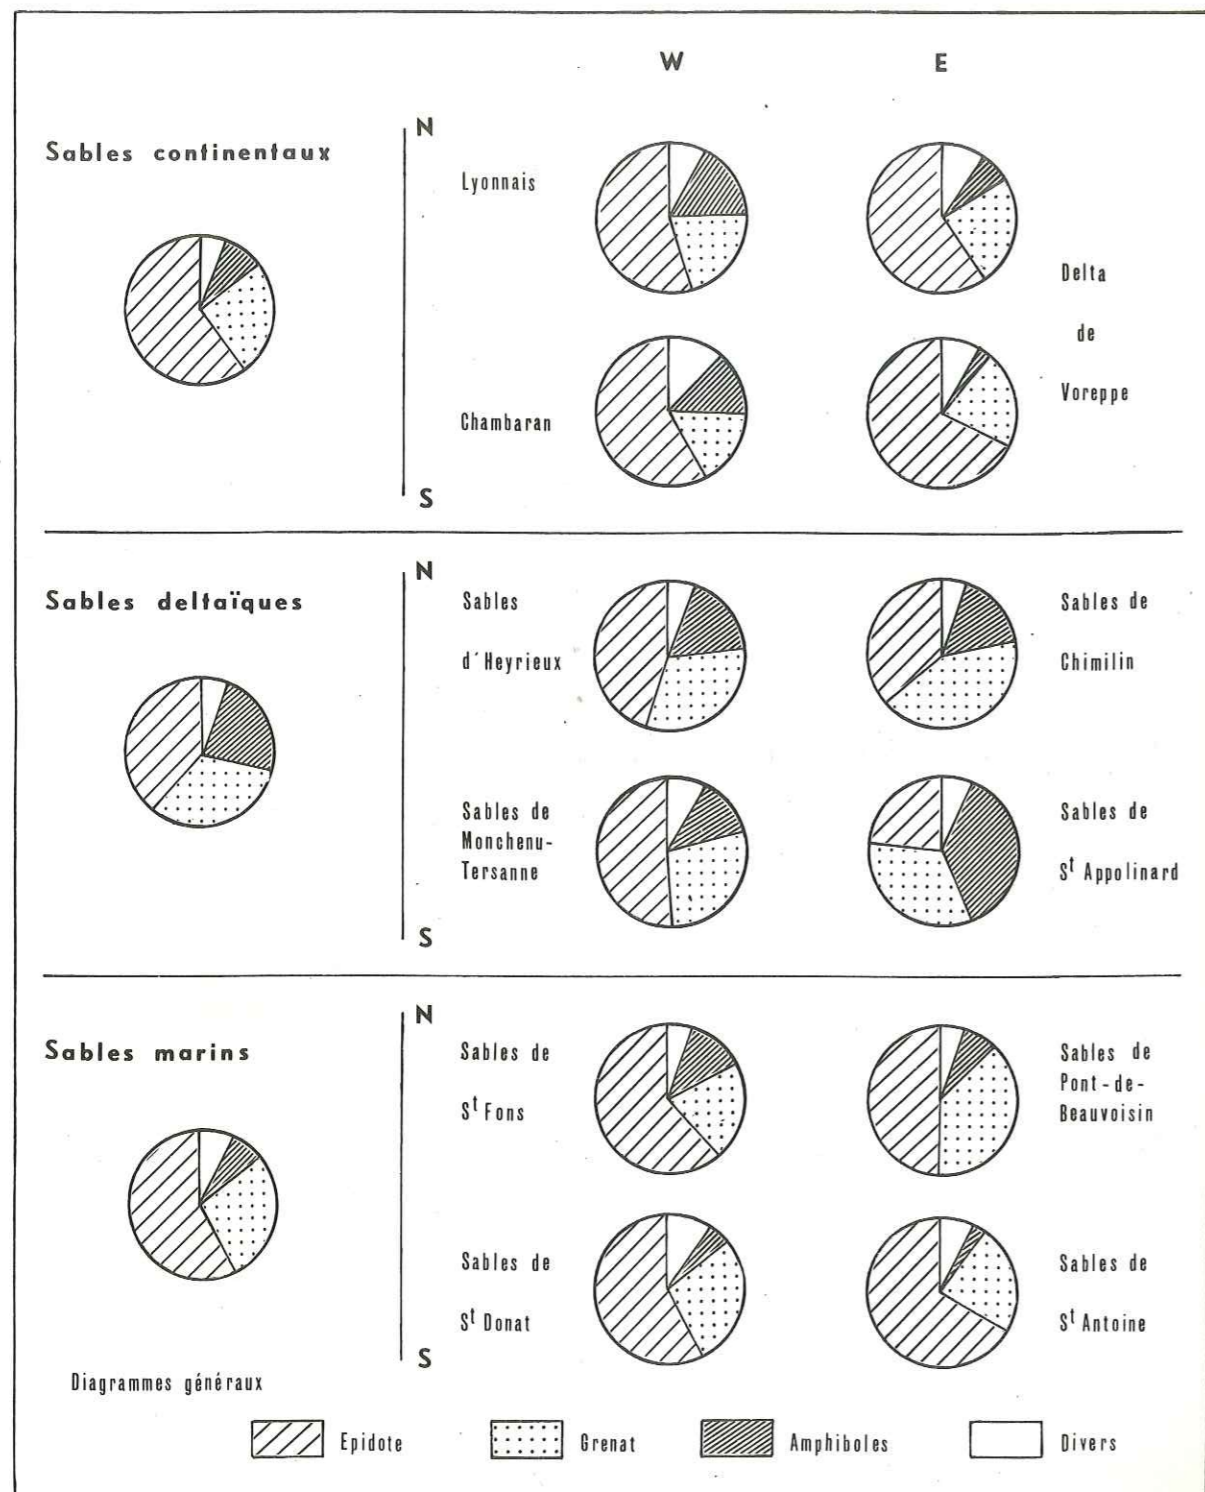 W E
Sables continentaux
N
Lyonnais
Delta
de
Voreppe
Chambaran
S
Sables deltaïques
N
Sables
d'Heyrieux
Sables de
Chimilin
Sables de
Monchenu-
Tersanne
Sables de
St Appolinard
S
Sables marins
N
Sables de
St Fons
Sables de
Pont-de-
Beauvoisin
Sables de
St Donat
Sables de
St Antoine
S
Diagrammes généraux
Epidote Grenat Amphiboles Divers